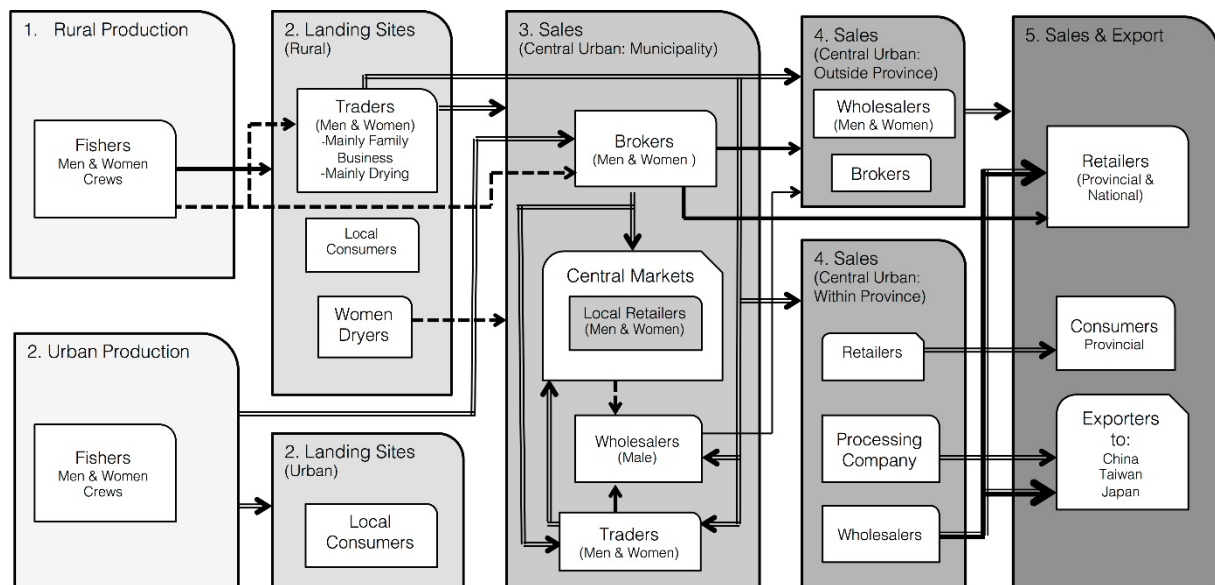 1. Rural Production
Fishers
Men & Women
Crews
2. Urban Production
Fishers
Men & Women
Crews
2. Landing Sites
(Rural)
Traders
(Men & Women)
-Mainly Family
Business
-Mainly Drying
Local
Consumers
Women
Dryers
2. Landing Sites
(Urban)
Local
Consumers
3. Sales
(Central Urban: Municipality)
Brokers
(Men & Women )
Central Markets
Local Retailers
(Men & Women)
Wholesalers
(Male)
Traders
(Men & Women)
4. Sales
(Central Urban:
Outside Province)
Wholesalers
(Men & Women)
Brokers
4. Sales
(Central Urban:
Within Province)
Retailers
Processing
Company
Wholesalers
5. Sales & Export
Retailers
(Provincial &
National)
Consumers
Provincial
Exporters
to:
China
Taiwan
Japan